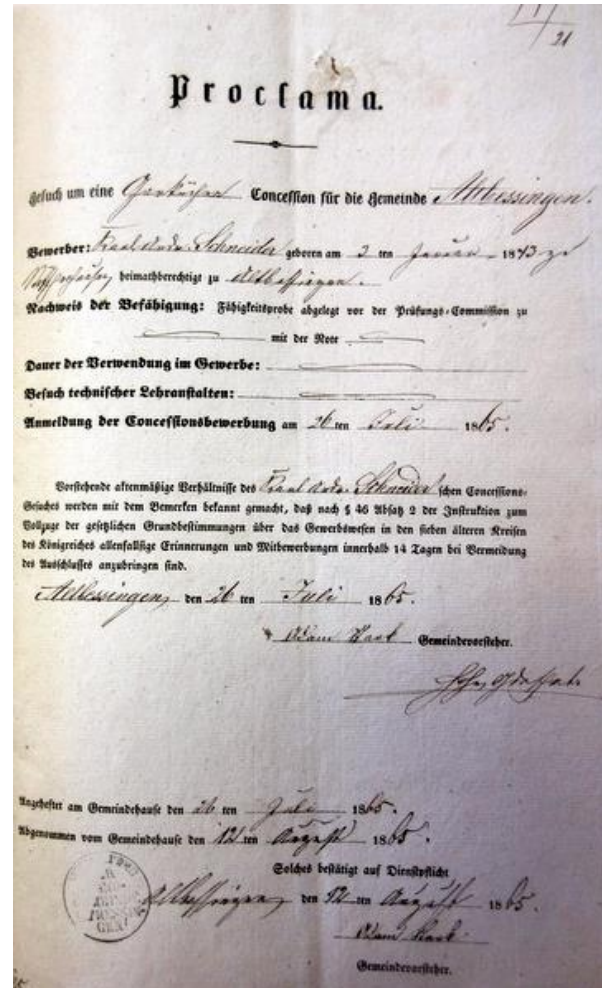 21
Proclama.
Gesuch um eine Garküchen Concession für die Gemeinde Altbessingen.
Bewerber: Schneider geboren am 2 ten Januar 1843 zu
heimathberechtigt zu Altbessingen.
Nachweis der Befähigung: Fähigkeitsprobe abgelegt vor der Prüfungs-Commission zu
mit der Note
Dauer der Verwendung im Gewerbe:
Besuch technischer Lehranstalten:
Anmeldung der Concessionsbewerbung am 26 ten Juli 1865.
Vorstehende aktenmäßige Verhältnisse des Schneider'schen Concessions-
Gesuches werden mit dem Bemerken bekannt gemacht, daß nach § 46 Absatz 2 der Instruktion zum
Vollzuge der gesetzlichen Grundbestimmungen über das Gewerbswesen in den sieben älteren Kreisen
des Königreiches allenfallsige Erinnerungen und Mitbewerbungen innerhalb 14 Tagen bei Vermeidung
des Ausschlusses anzubringen sind.
Altbessingen, den 26 ten Juli 1865.
Adam Gemeindevorsteher.
Angeheftet am Gemeindehause den 26 ten Juli 1865.
Abgenommen vom Gemeindehause den 12 ten August 1865.
Solches bestätigt auf Dienstpflicht
Altbessingen, den 12 ten August 1865.
Adam
Gemeindevorsteher.